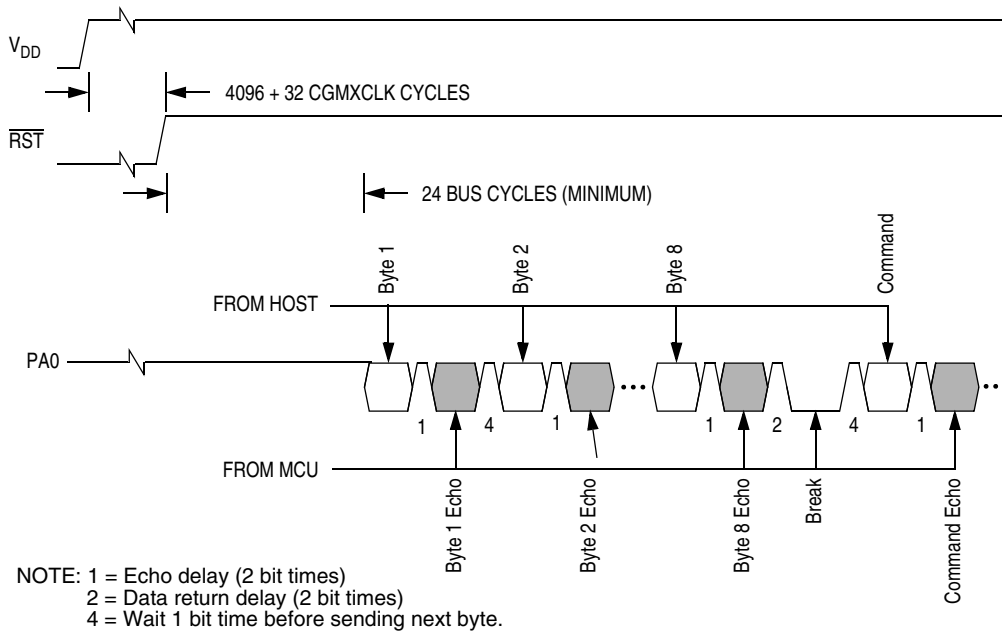 VDD
4096 + 32 CGMXCLK CYCLES
RST
24 BUS CYCLES (MINIMUM)
Byte 1
Byte 2
Byte 8
Command
FROM HOST
PA0
1
4
1
1
2
4
1
FROM MCU
Byte 1 Echo
Byte 2 Echo
Byte 8 Echo
Break
Command Echo
NOTE: 1 = Echo delay (2 bit times)
2 = Data return delay (2 bit times)
4 = Wait 1 bit time before sending next byte.